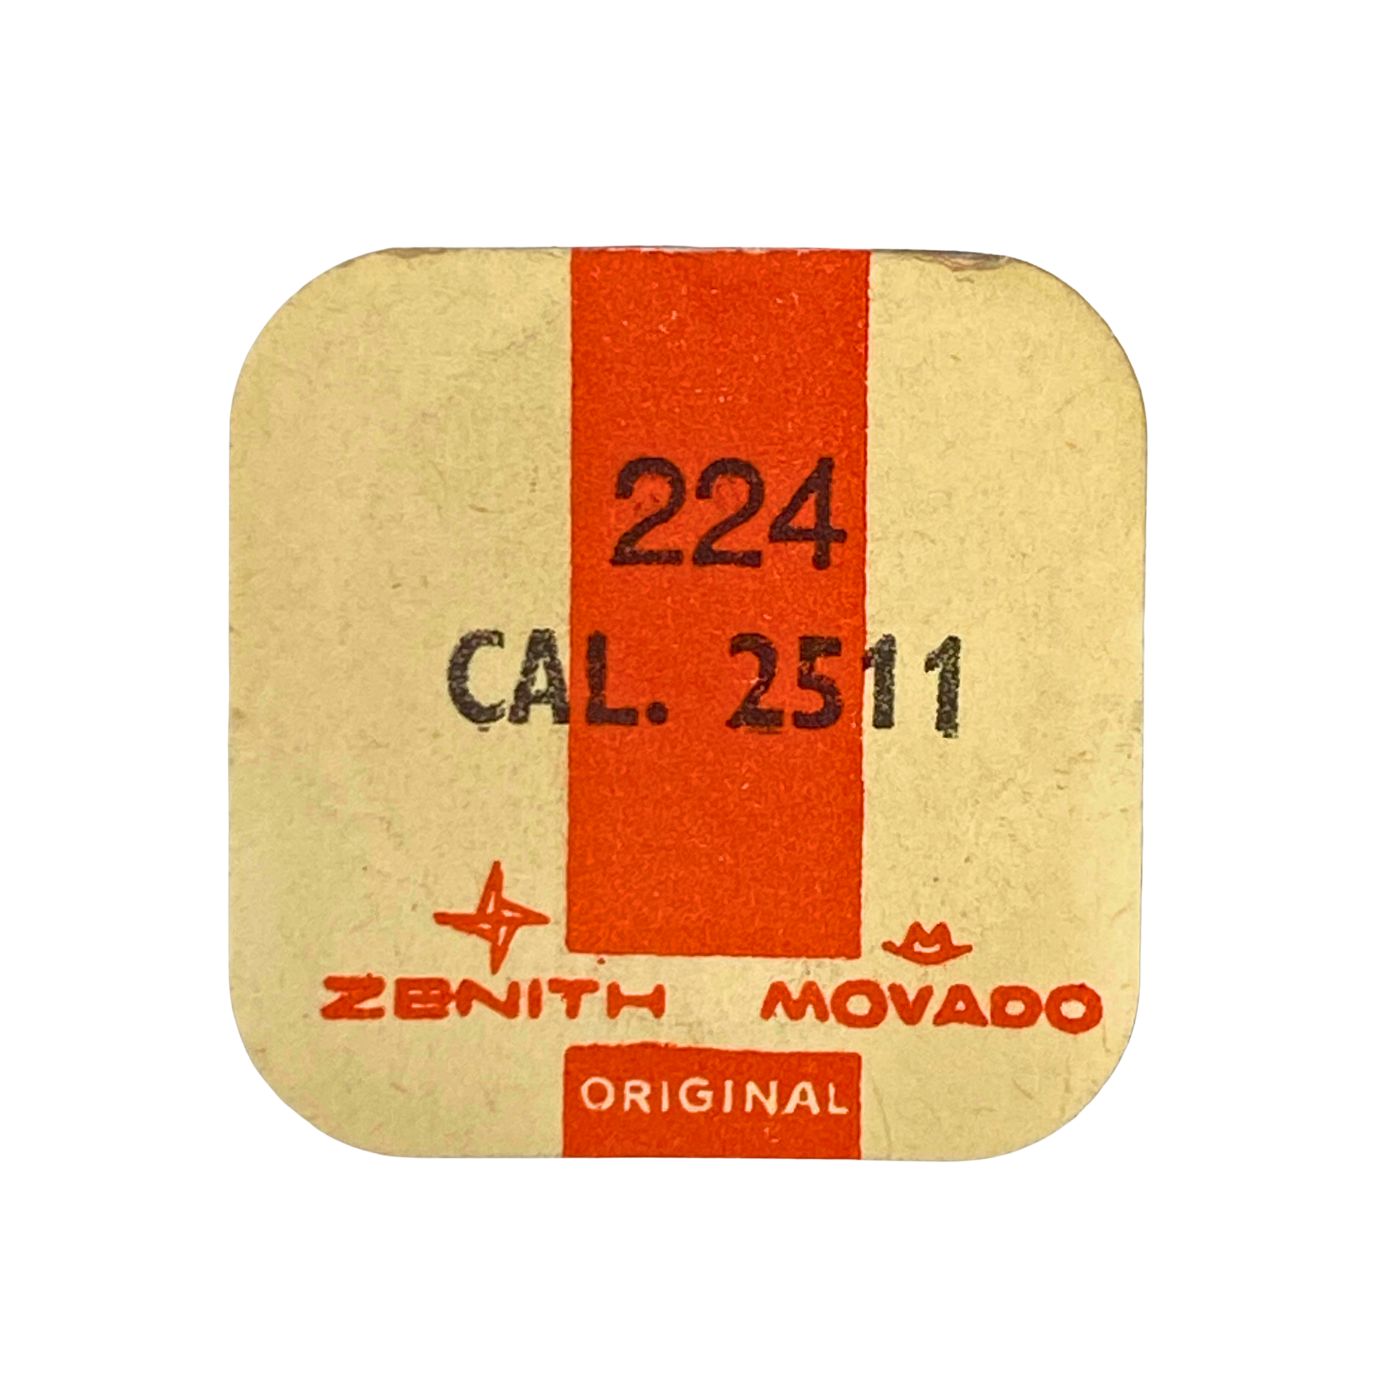 224
CAL. 2511
ZENITH MOVADO
ORIGINAL